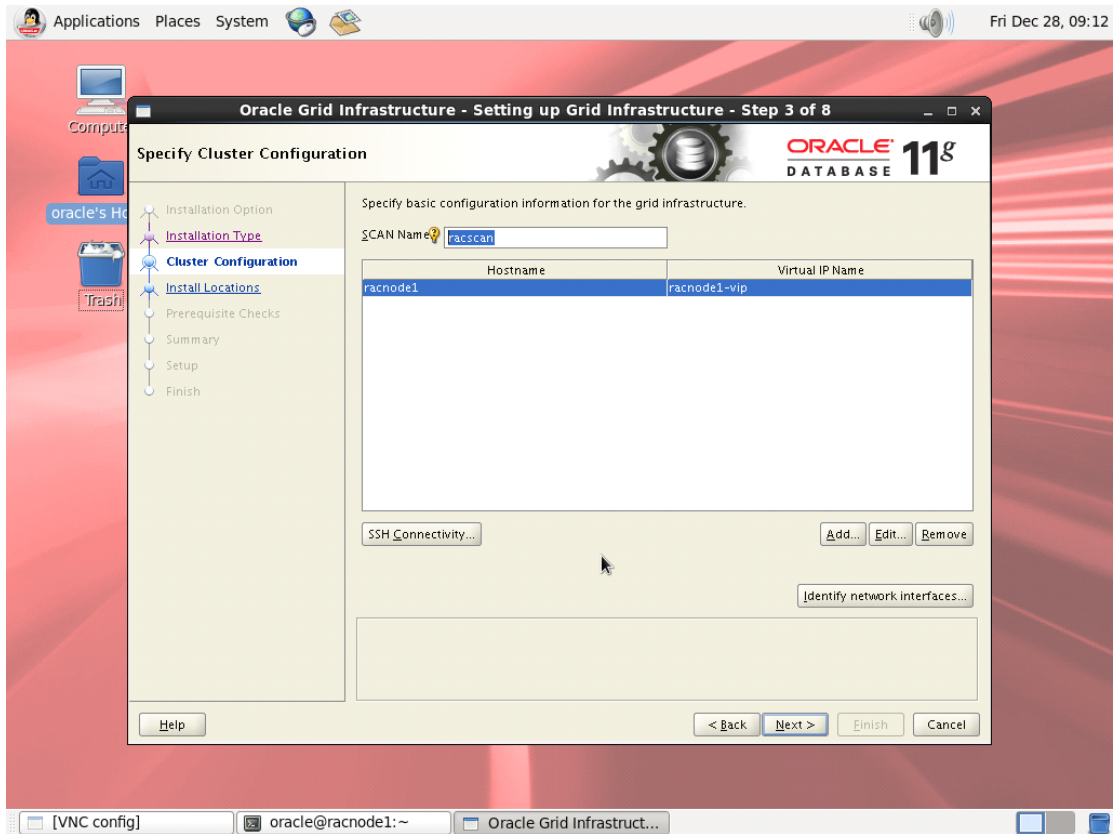 Applications Places System
Fri Dec 28, 09:12
Oracle Grid Infrastructure - Setting up Grid Infrastructure - Step 3 of 8
Specify Cluster Configuration
ORACLE
DATABASE
11g
Installation Option
Installation Type
Cluster Configuration
Install Locations
Prerequisite Checks
Summary
Setup
Finish
Specify basic configuration information for the grid infrastructure.
SCAN Name racscan
Hostname Virtual IP Name
racnode1 racnode1-vip
SSH Connectivity... Add... Edit... Remove
Identify network interfaces...
Help < Back Next > Finish Cancel
Compute
oracle's Ho
Trash
[VNC config] oracle@racnode1:~ Oracle Grid Infrastruct...